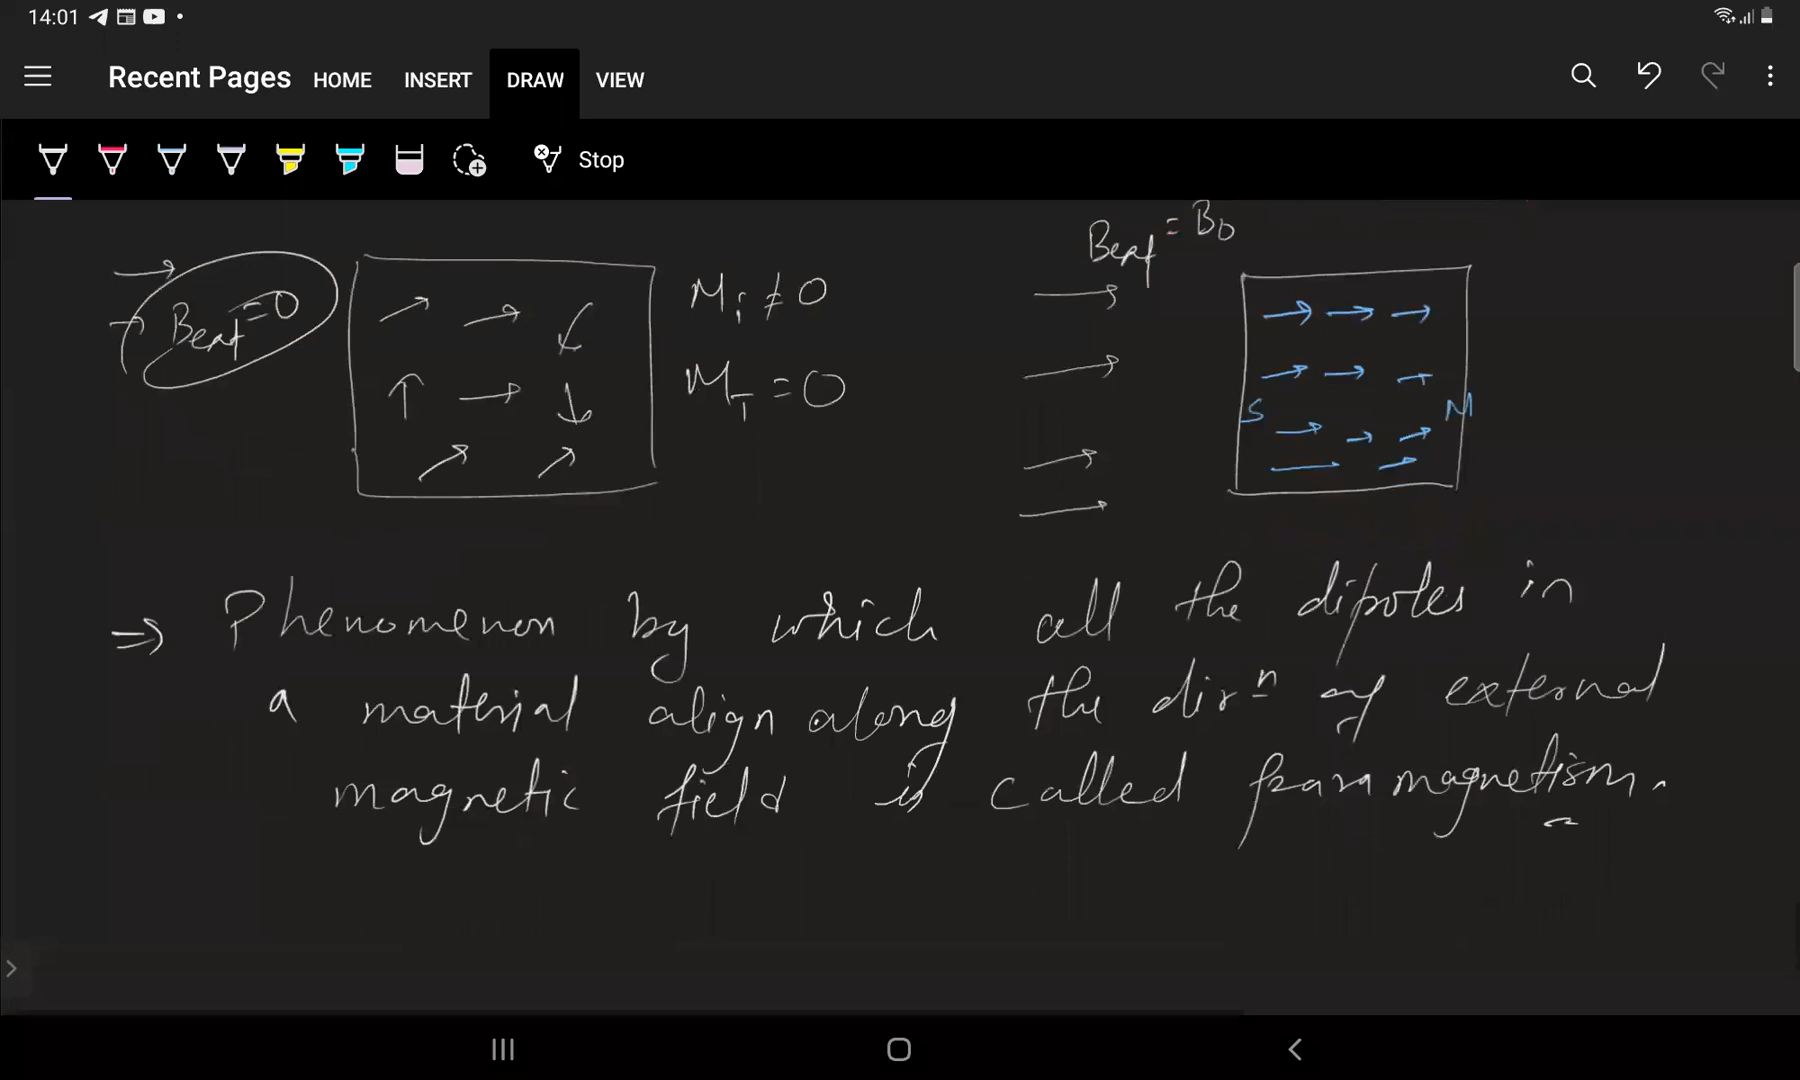 14:01
Recent Pages HOME INSERT DRAW VIEW
Stop
Bext = B0
Bext = 0
Mi ≠ 0
MT = 0
S N
⇒ Phenomenon by which all the dipoles in
a material align along the dirn of external
magnetic field is called paramagnetism.